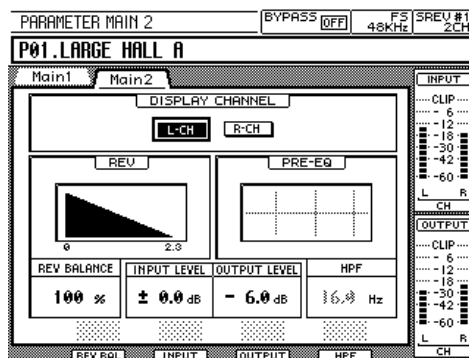 PARAMETER MAIN 2
BYPASS OFF
FS 48KHz
SREV #1 2CH
P01.LARGE HALL A
Main1 Main2
DISPLAY CHANNEL
L-CH R-CH
REV PRE-EQ
0 2.3
REV BALANCE INPUT LEVEL OUTPUT LEVEL HPF
100 % ± 0.0 dB - 6.0 dB 16.0 Hz
REV BAL INPUT OUTPUT HPF
INPUT
CLIP
- 6
-12
-18
-30
-42
-60
L R
CH
OUTPUT
CLIP
- 6
-12
-18
-30
-42
-60
L R
CH